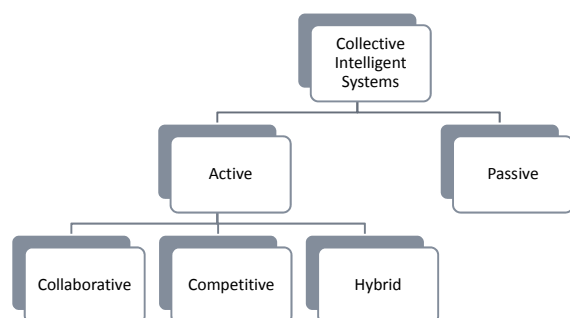 Collective
Intelligent
Systems
Active
Passive
Collaborative
Competitive
Hybrid